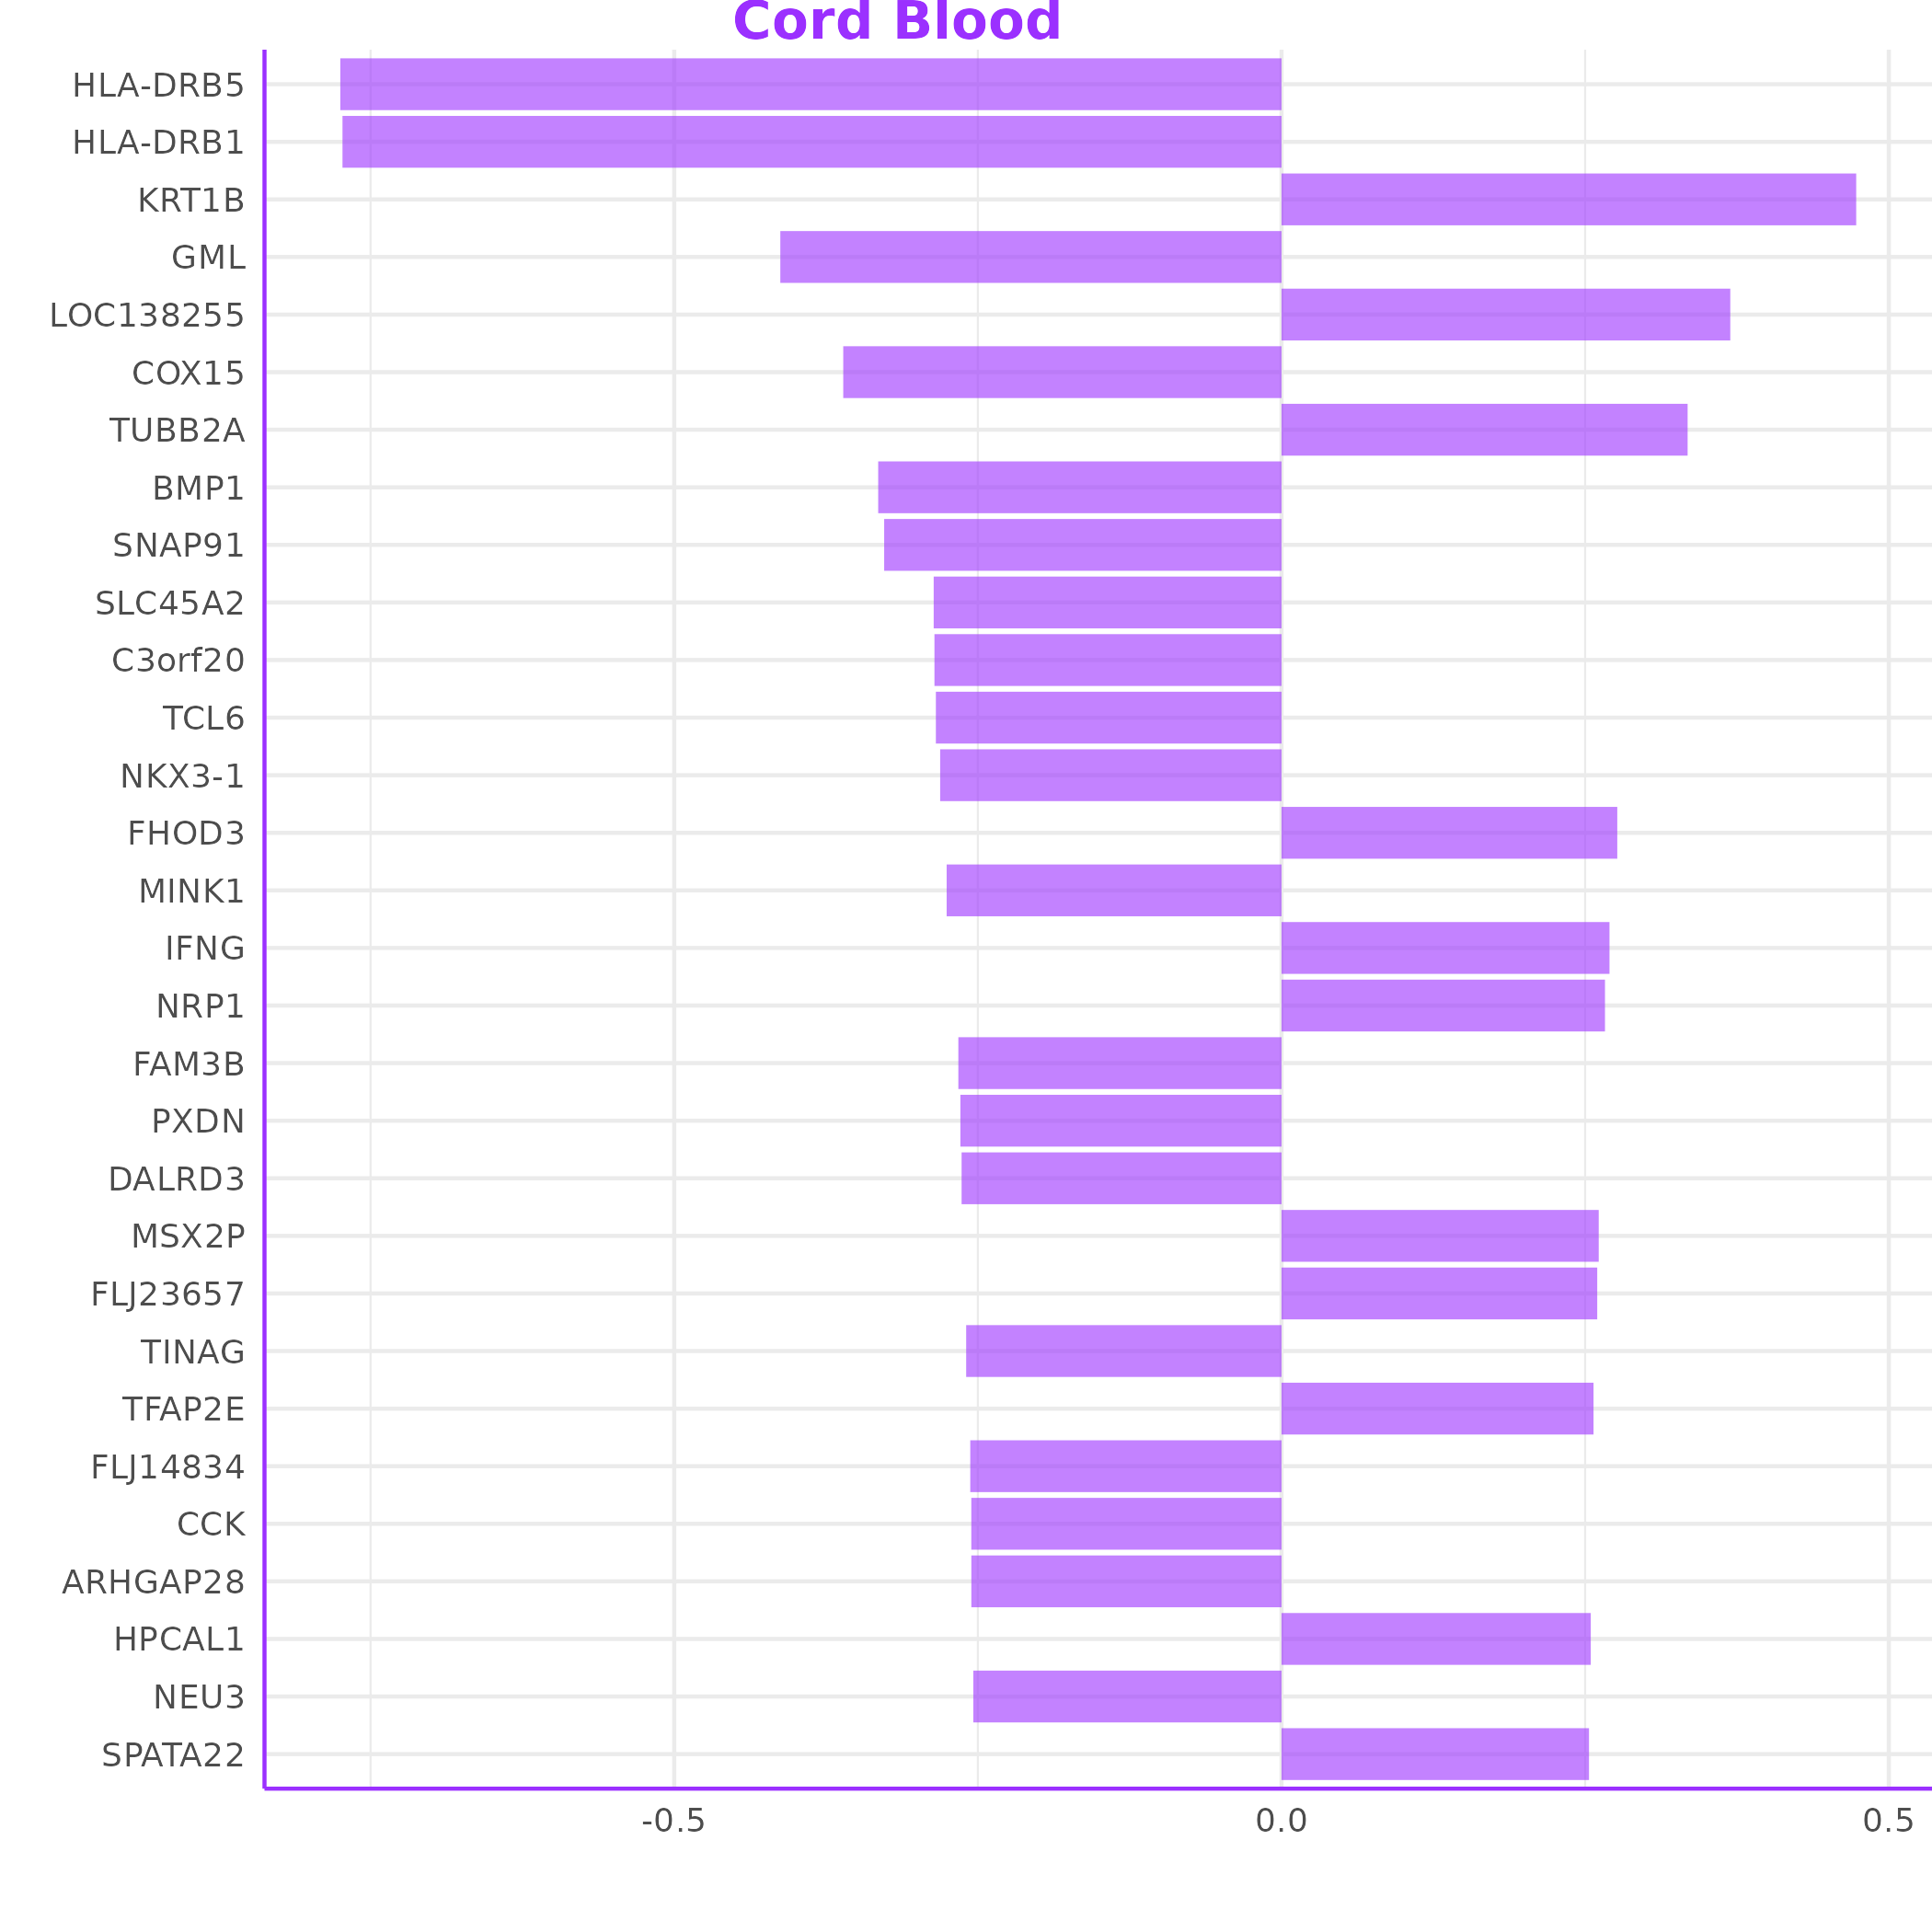 Cord Blood
HLA-DRB5
HLA-DRB1
KRT1B
GML
LOC138255
COX15
TUBB2A
BMP1
SNAP91
SLC45A2
C3orf20
TCL6
NKX3-1
FHOD3
MINK1
IFNG
NRP1
FAM3B
PXDN
DALRD3
MSX2P
FLJ23657
TINAG
TFAP2E
FLJ14834
CCK
ARHGAP28
HPCAL1
NEU3
SPATA22
-0.5 0.0 0.5